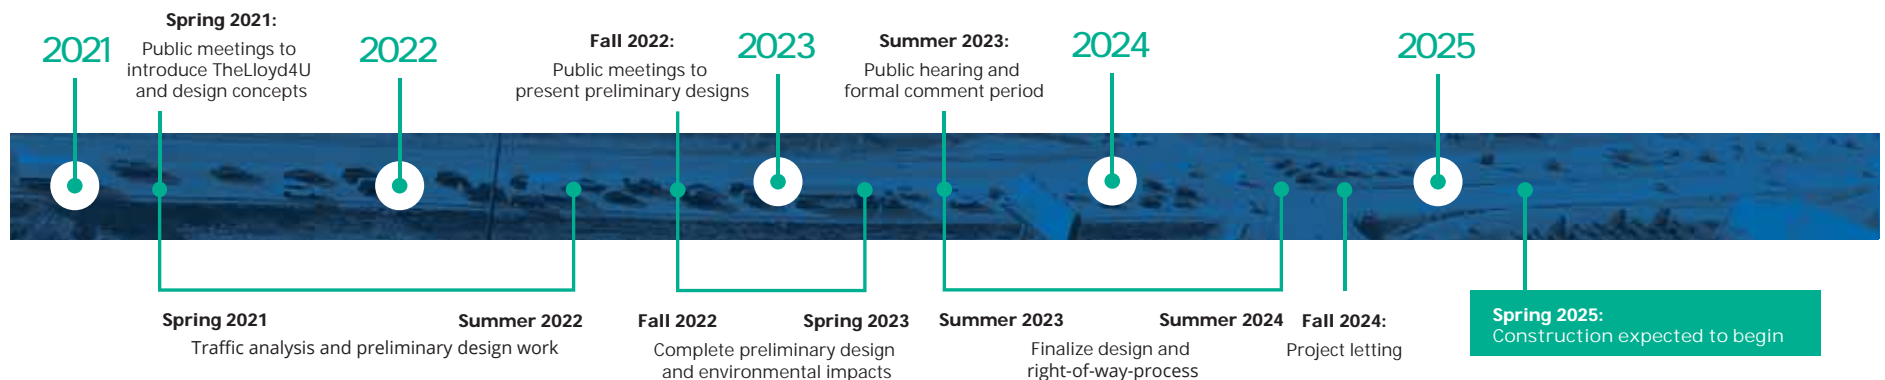 Spring 2021:
Public meetings to
introduce TheLloyd4U
and design concepts
Fall 2022:
Public meetings to
present preliminary designs
Summer 2023:
Public hearing and
formal comment period
2021
2022
2023
2024
2025
Spring 2021
Summer 2022
Traffic analysis and preliminary design work
Fall 2022
Spring 2023
Complete preliminary design
and environmental impacts
Summer 2023
Summer 2024
Finalize design and
right-of-way-process
Fall 2024:
Project letting
Spring 2025:
Construction expected to begin